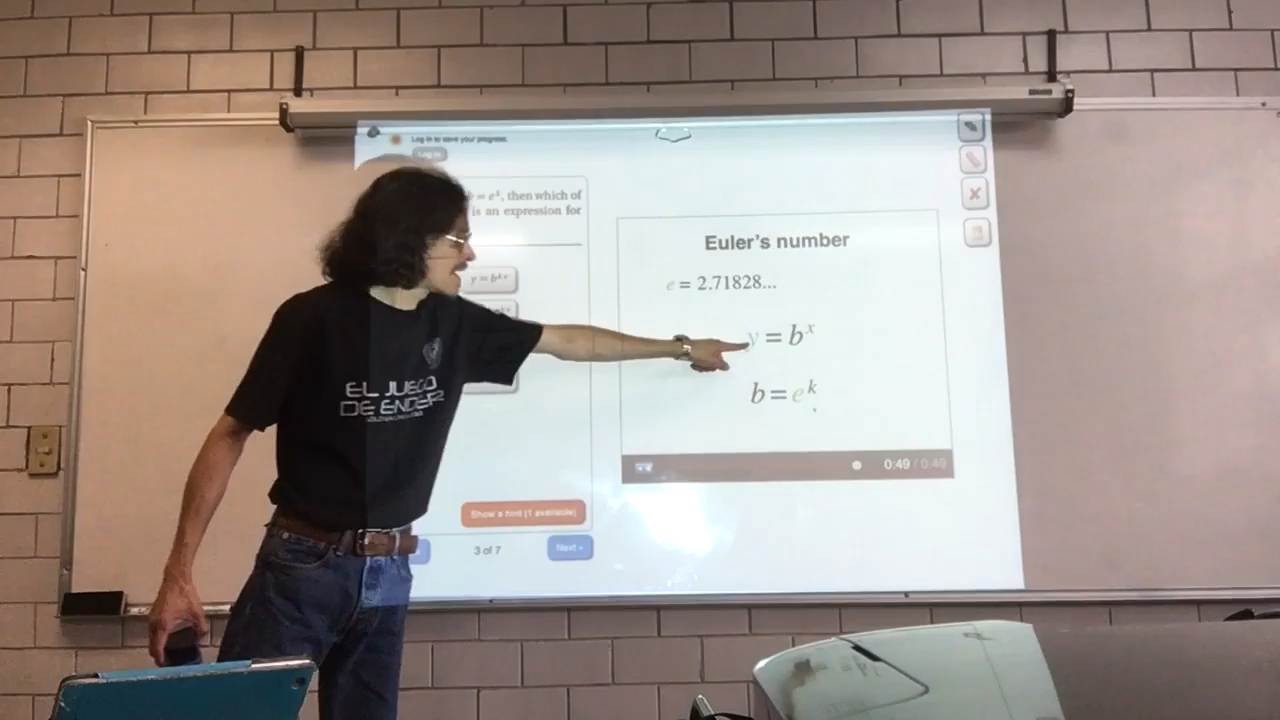 Log in to save your progress.
Log in
b = e^k, then which of
is an expression for
y = b^{kx}
Show a hint (1 available)
3 of 7
Next »
Euler's number
e = 2.71828...
y = b^x
b = e^k
0:49 / 0:49
EL JUEGO
DE ENDER